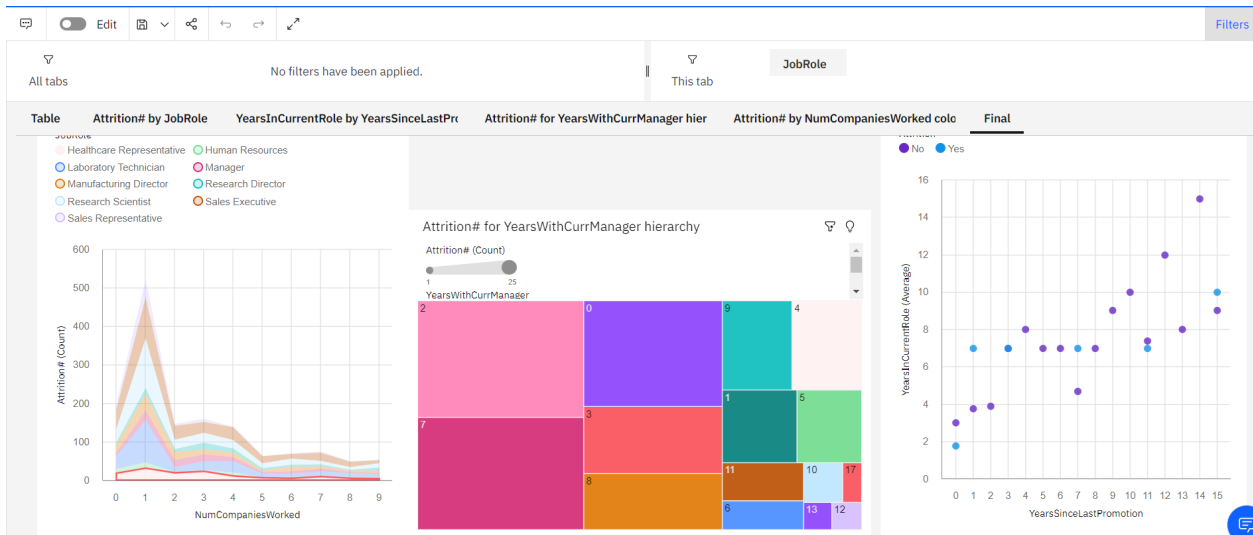 Edit
Filters
All tabs
No filters have been applied.
This tab
JobRole
Table
Attrition# by JobRole
YearsInCurrentRole by YearsSinceLastPr
Attrition# for YearsWithCurrManager hier
Attrition# by NumCompaniesWorked colo
Final
JobRole
Healthcare Representative
Human Resources
Laboratory Technician
Manager
Manufacturing Director
Research Director
Research Scientist
Sales Executive
Sales Representative
600
500
400
300
200
100
0
Attrition# (Count)
0 1 2 3 4 5 6 7 8 9
NumCompaniesWorked
Attrition# for YearsWithCurrManager hierarchy
Attrition# (Count)
1 25
YearsWithCurrManager
2
0
9
4
7
3
1
5
8
11
10
17
6
13
12
Attrition
No
Yes
16
14
12
10
8
6
4
2
0
YearsInCurrentRole (Average)
0 1 2 3 4 5 6 7 8 9 10 11 12 13 14 15
YearsSinceLastPromotion